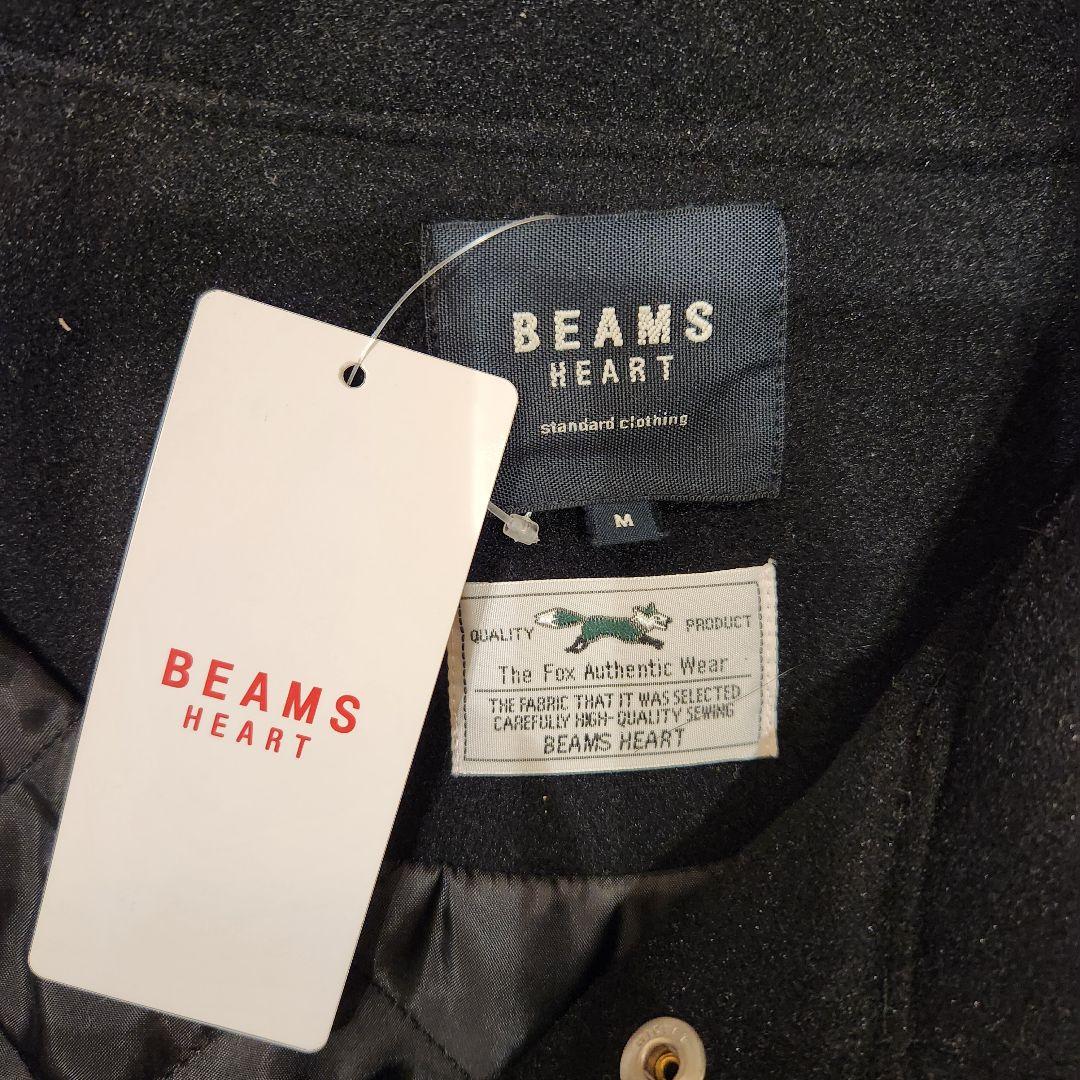 BEAMS
HEART
standard clothing
M
QUALITY PRODUCT
The Fox Authentic Wear
THE FABRIC THAT IT WAS SELECTED
CAREFULLY HIGH-QUALITY SEWING
BEAMS HEART
BEAMS
HEART